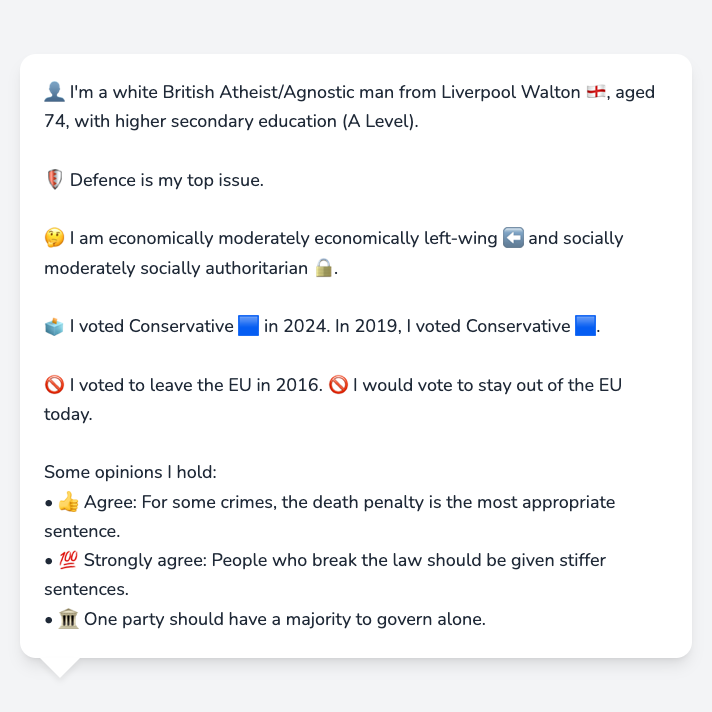 👤 I'm a white British Atheist/Agnostic man from Liverpool Walton 🏴󠁧󠁢󠁥󠁮󠁧󠁿, aged
74, with higher secondary education (A Level).
🛡️ Defence is my top issue.
🤔 I am economically moderately economically left-wing ⬅️ and socially
moderately socially authoritarian 🔒.
🗳️ I voted Conservative 🟦 in 2024. In 2019, I voted Conservative 🟦.
🚫 I voted to leave the EU in 2016. 🚫 I would vote to stay out of the EU
today.
Some opinions I hold:
• 👍 Agree: For some crimes, the death penalty is the most appropriate
sentence.
• 💯 Strongly agree: People who break the law should be given stiffer
sentences.
• 🏛️ One party should have a majority to govern alone.